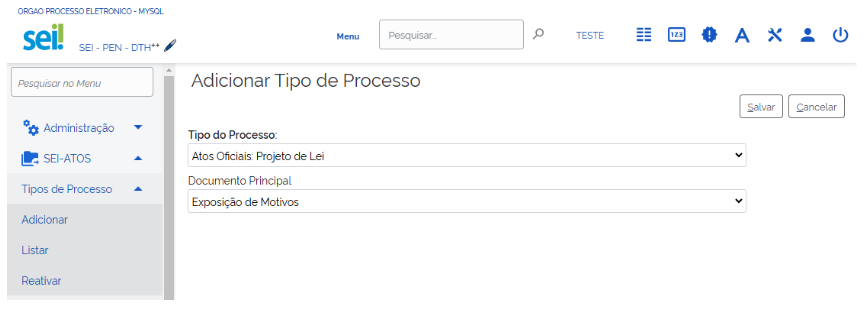 ORGAO PROCESSO ELETRONICO - MYSQL
sei!
SEI - PEN - DTH++
Menu
Pesquisar...
TESTE
123
A
Pesquisar no Menu
Administração
SEI-ATOS
Tipos de Processo
Adicionar
Listar
Reativar
Adicionar Tipo de Processo
Salvar
Cancelar
Tipo do Processo:
Atos Oficiais: Projeto de Lei
Documento Principal
Exposição de Motivos